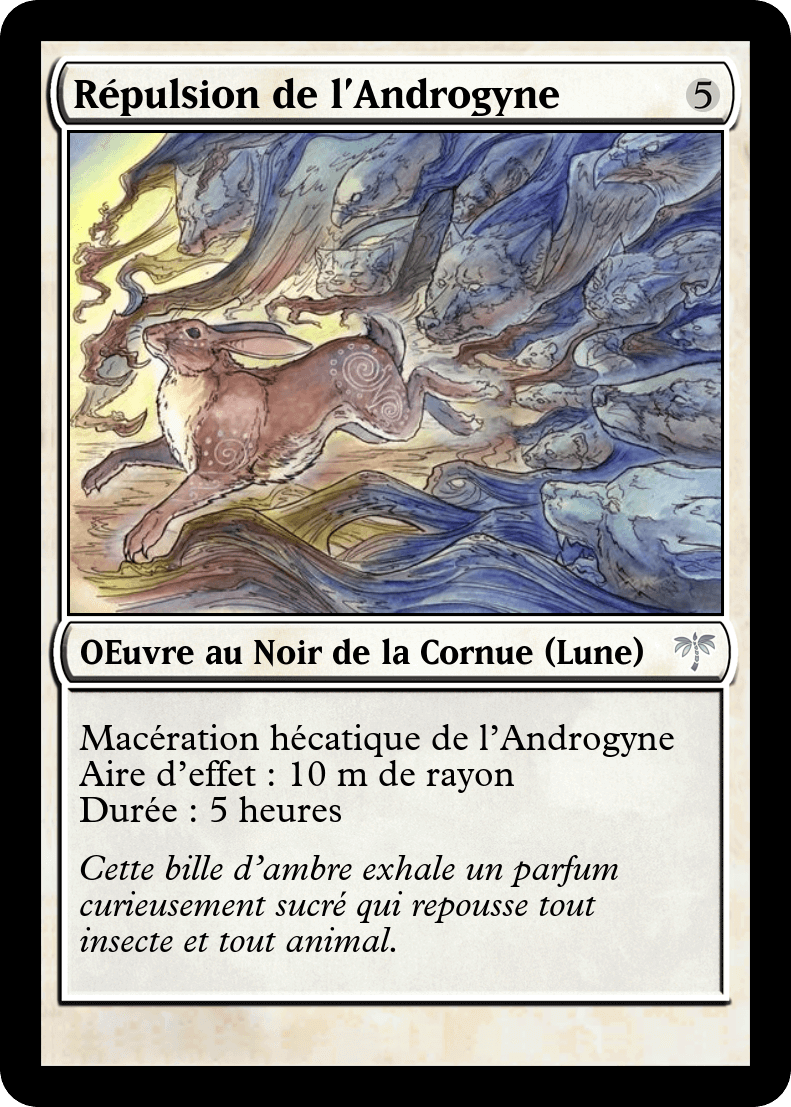 Répulsion de l'Androgyne
5
OEuvre au Noir de la Cornue (Lune)
Macération hécatique de l'Androgyne
Aire d'effet : 10 m de rayon
Durée : 5 heures
Cette bille d'ambre exhale un parfum
curieusement sucré qui repousse tout
insecte et tout animal.